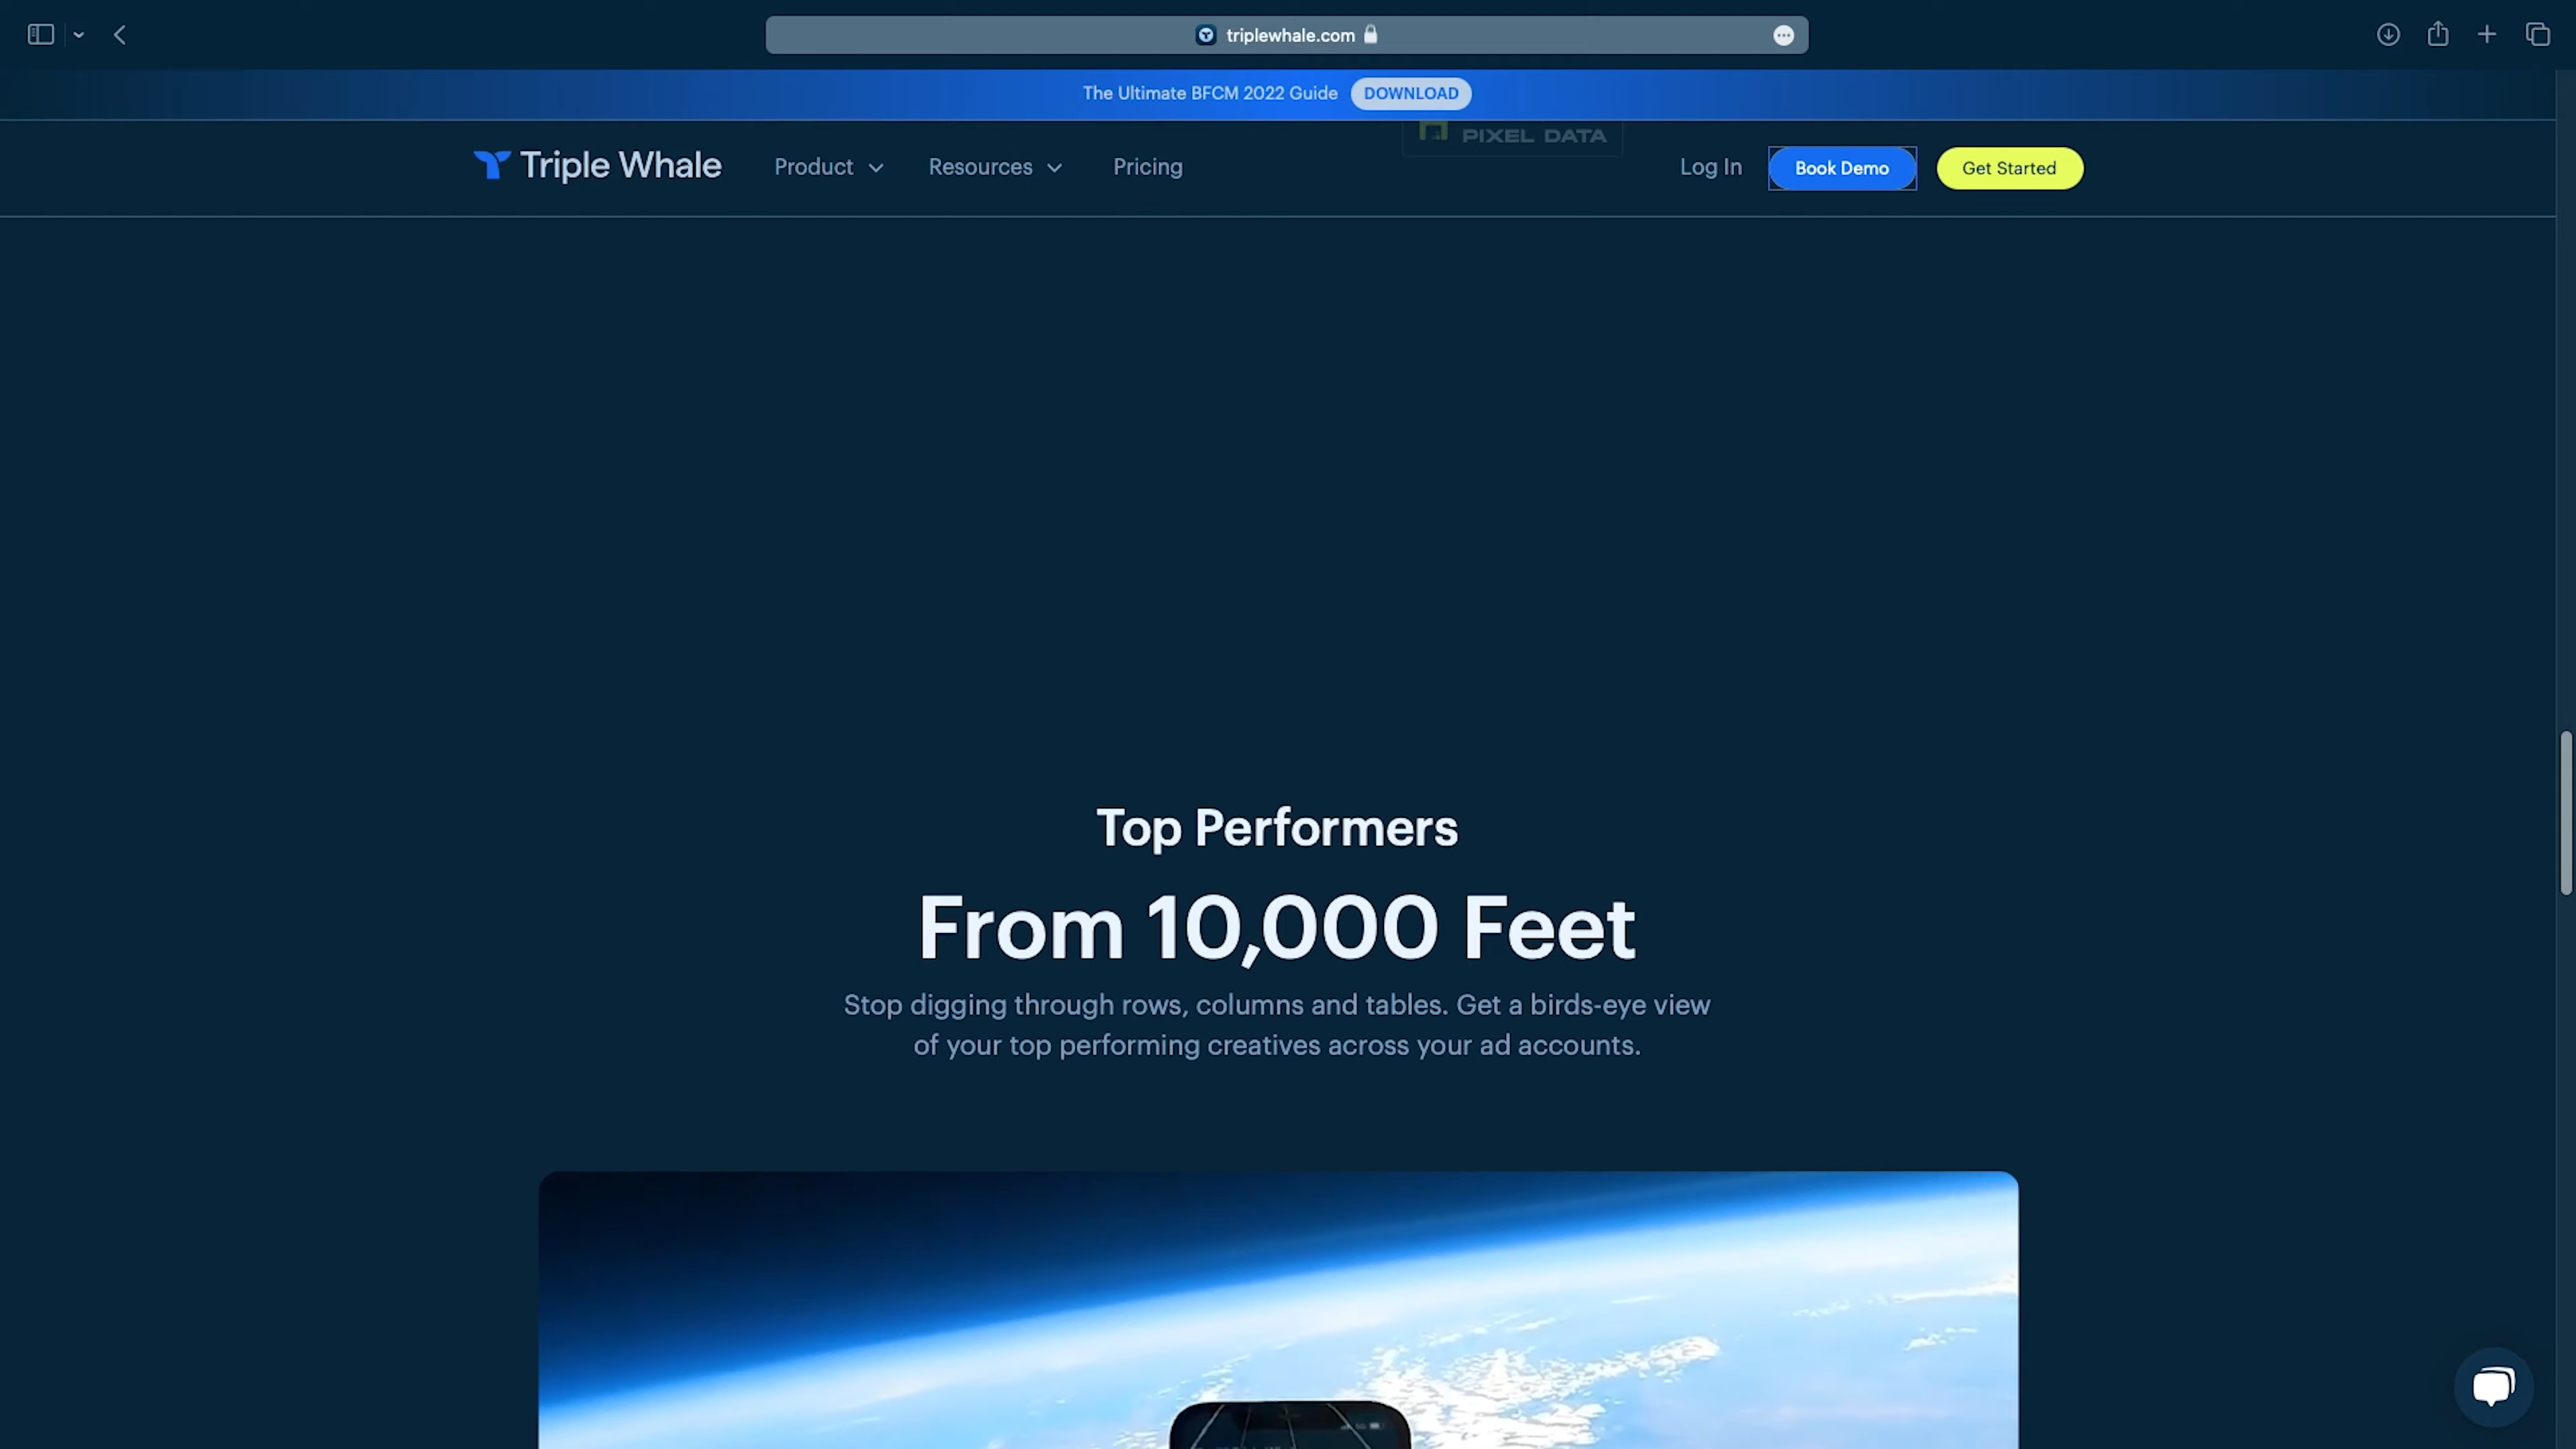 triplewhale.com
The Ultimate BFCM 2022 Guide DOWNLOAD
PIXEL DATA
Triple Whale Product Resources Pricing Log In Book Demo Get Started
Top Performers
From 10,000 Feet
Stop digging through rows, columns and tables. Get a birds-eye view
of your top performing creatives across your ad accounts.